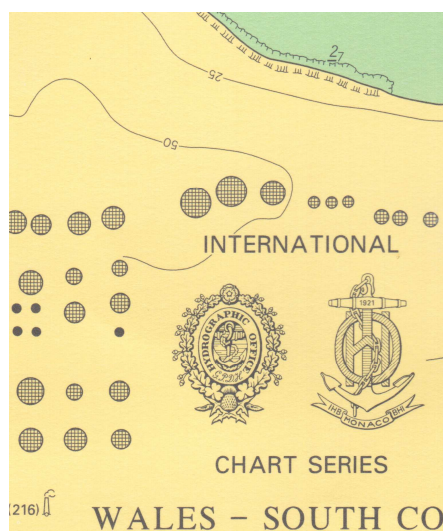 2₇
25
50
INTERNATIONAL
1921
HYDROGRAPHIC OFFICE
IHB MONACO BHI
CHART SERIES
(216)
WALES – SOUTH CO